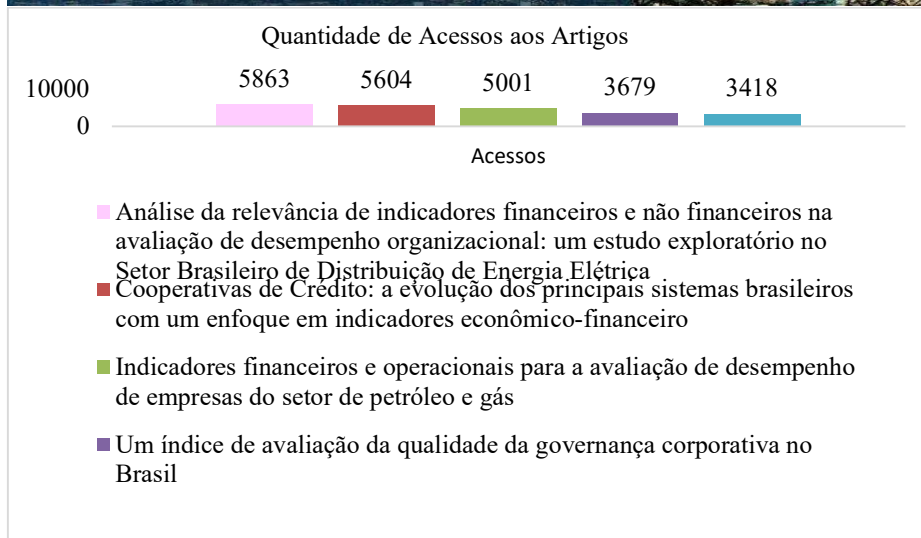 Quantidade de Acessos aos Artigos
10000
5863 5604 5001 3679 3418
0
Acessos
Análise da relevância de indicadores financeiros e não financeiros na
avaliação de desempenho organizacional: um estudo exploratório no
Setor Brasileiro de Distribuição de Energia Elétrica
Cooperativas de Crédito: a evolução dos principais sistemas brasileiros
com um enfoque em indicadores econômico-financeiro
Indicadores financeiros e operacionais para a avaliação de desempenho
de empresas do setor de petróleo e gás
Um índice de avaliação da qualidade da governança corporativa no
Brasil